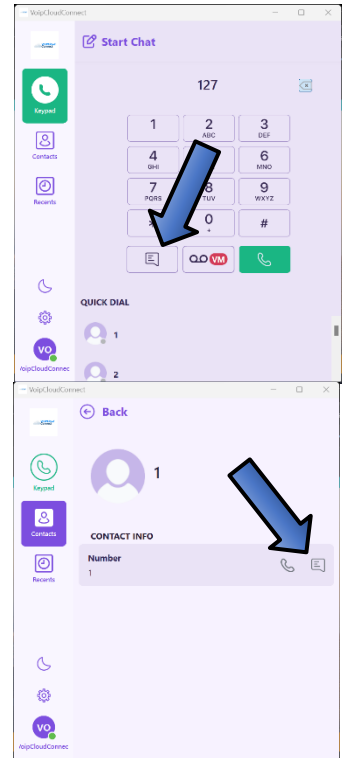 VoipCloudConnect
Start Chat
127
Keypad
1 2 3
ABC DEF
Contacts
4 6
GHI MNO
7 8 9
PQRS TUV WXYZ
Recents
* 0 #
+
VM
QUICK DIAL
1
VO
VoipCloudConnec
2
VoipCloudConnect
Back
1
Keypad
Contacts
CONTACT INFO
Number
1
Recents
VO
VoipCloudConnec